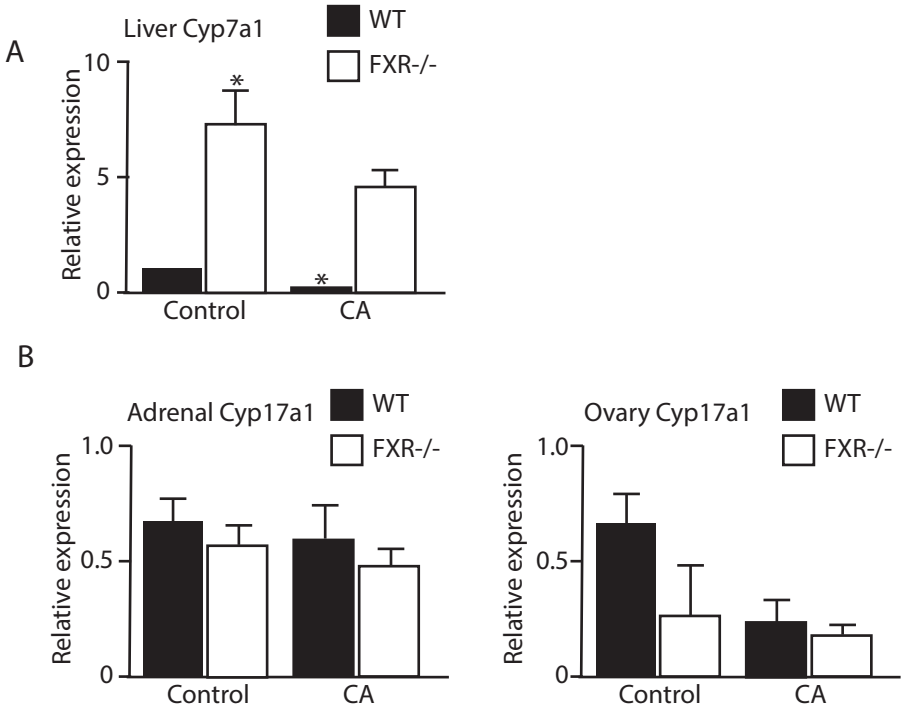 A
Liver Cyp7a1
WT
FXR-/-
Relative expression
10
5
0
*
*
Control
CA
B
Adrenal Cyp17a1
WT
FXR-/-
Relative expression
1.0
0.5
0
Control
CA
Ovary Cyp17a1
WT
FXR-/-
Relative expression
1.0
0.5
0
Control
CA